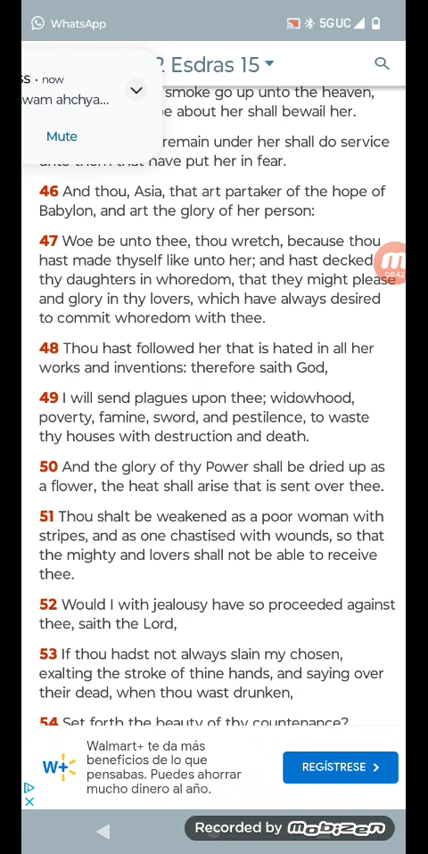 WhatsApp
5GUC
2 Esdras 15
ss • now
wam ahchya...
Mute
smoke go up unto the heaven,
e about her shall bewail her.
remain under her shall do service
unto them that have put her in fear.
46 And thou, Asia, that art partaker of the hope of
Babylon, and art the glory of her person:
47 Woe be unto thee, thou wretch, because thou
hast made thyself like unto her; and hast decked
thy daughters in whoredom, that they might please
and glory in thy lovers, which have always desired
to commit whoredom with thee.
08:42
48 Thou hast followed her that is hated in all her
works and inventions: therefore saith God,
49 I will send plagues upon thee; widowhood,
poverty, famine, sword, and pestilence, to waste
thy houses with destruction and death.
50 And the glory of thy Power shall be dried up as
a flower, the heat shall arise that is sent over thee.
51 Thou shalt be weakened as a poor woman with
stripes, and as one chastised with wounds, so that
the mighty and lovers shall not be able to receive
thee.
52 Would I with jealousy have so proceeded against
thee, saith the Lord,
53 If thou hadst not always slain my chosen,
exalting the stroke of thine hands, and saying over
their dead, when thou wast drunken,
54 Set forth the beauty of thy countenance?
W+
Walmart+ te da más
beneficios de lo que
pensabas. Puedes ahorrar
mucho dinero al año.
REGÍSTRESE
Recorded by mobizen